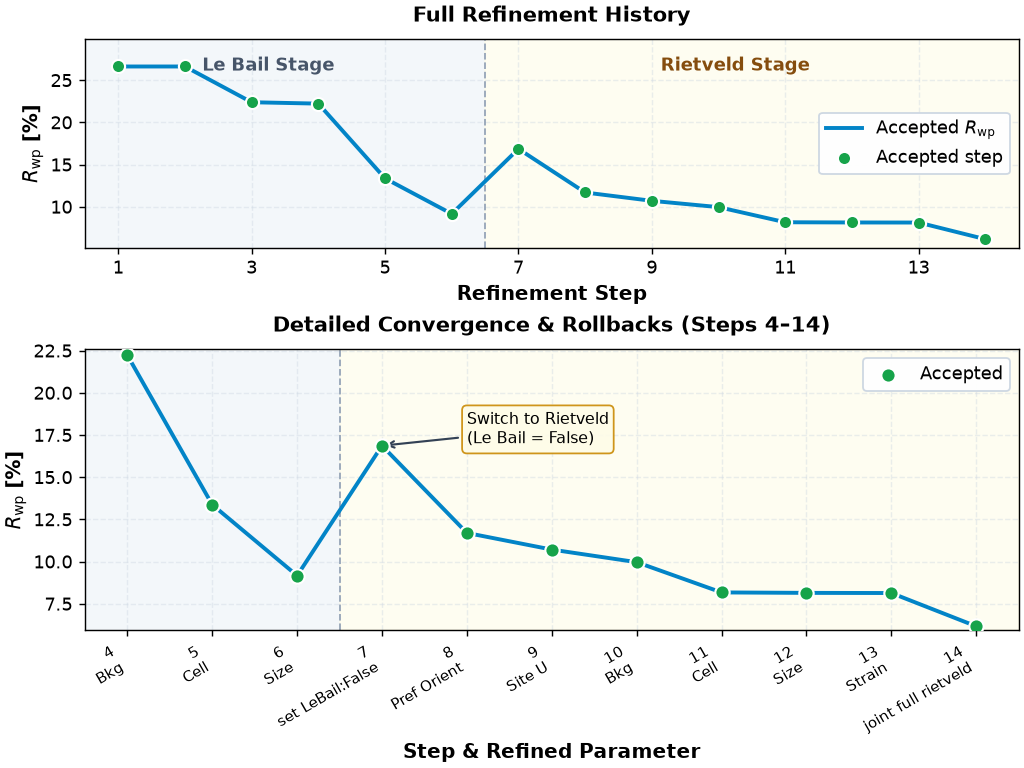 Full Refinement History
Le Bail Stage
Rietveld Stage
25
20
15
10
R_wp [%]
Accepted R_wp
Accepted step
1
3
5
7
9
11
13
Refinement Step
Detailed Convergence & Rollbacks (Steps 4–14)
22.5
20.0
17.5
15.0
12.5
10.0
7.5
R_wp [%]
Accepted
Switch to Rietveld
(Le Bail = False)
4
Bkg
5
Cell
6
Size
7
set LeBail:False
8
Pref Orient
9
Site U
10
Bkg
11
Cell
12
Size
13
Strain
14
joint full rietveld
Step & Refined Parameter